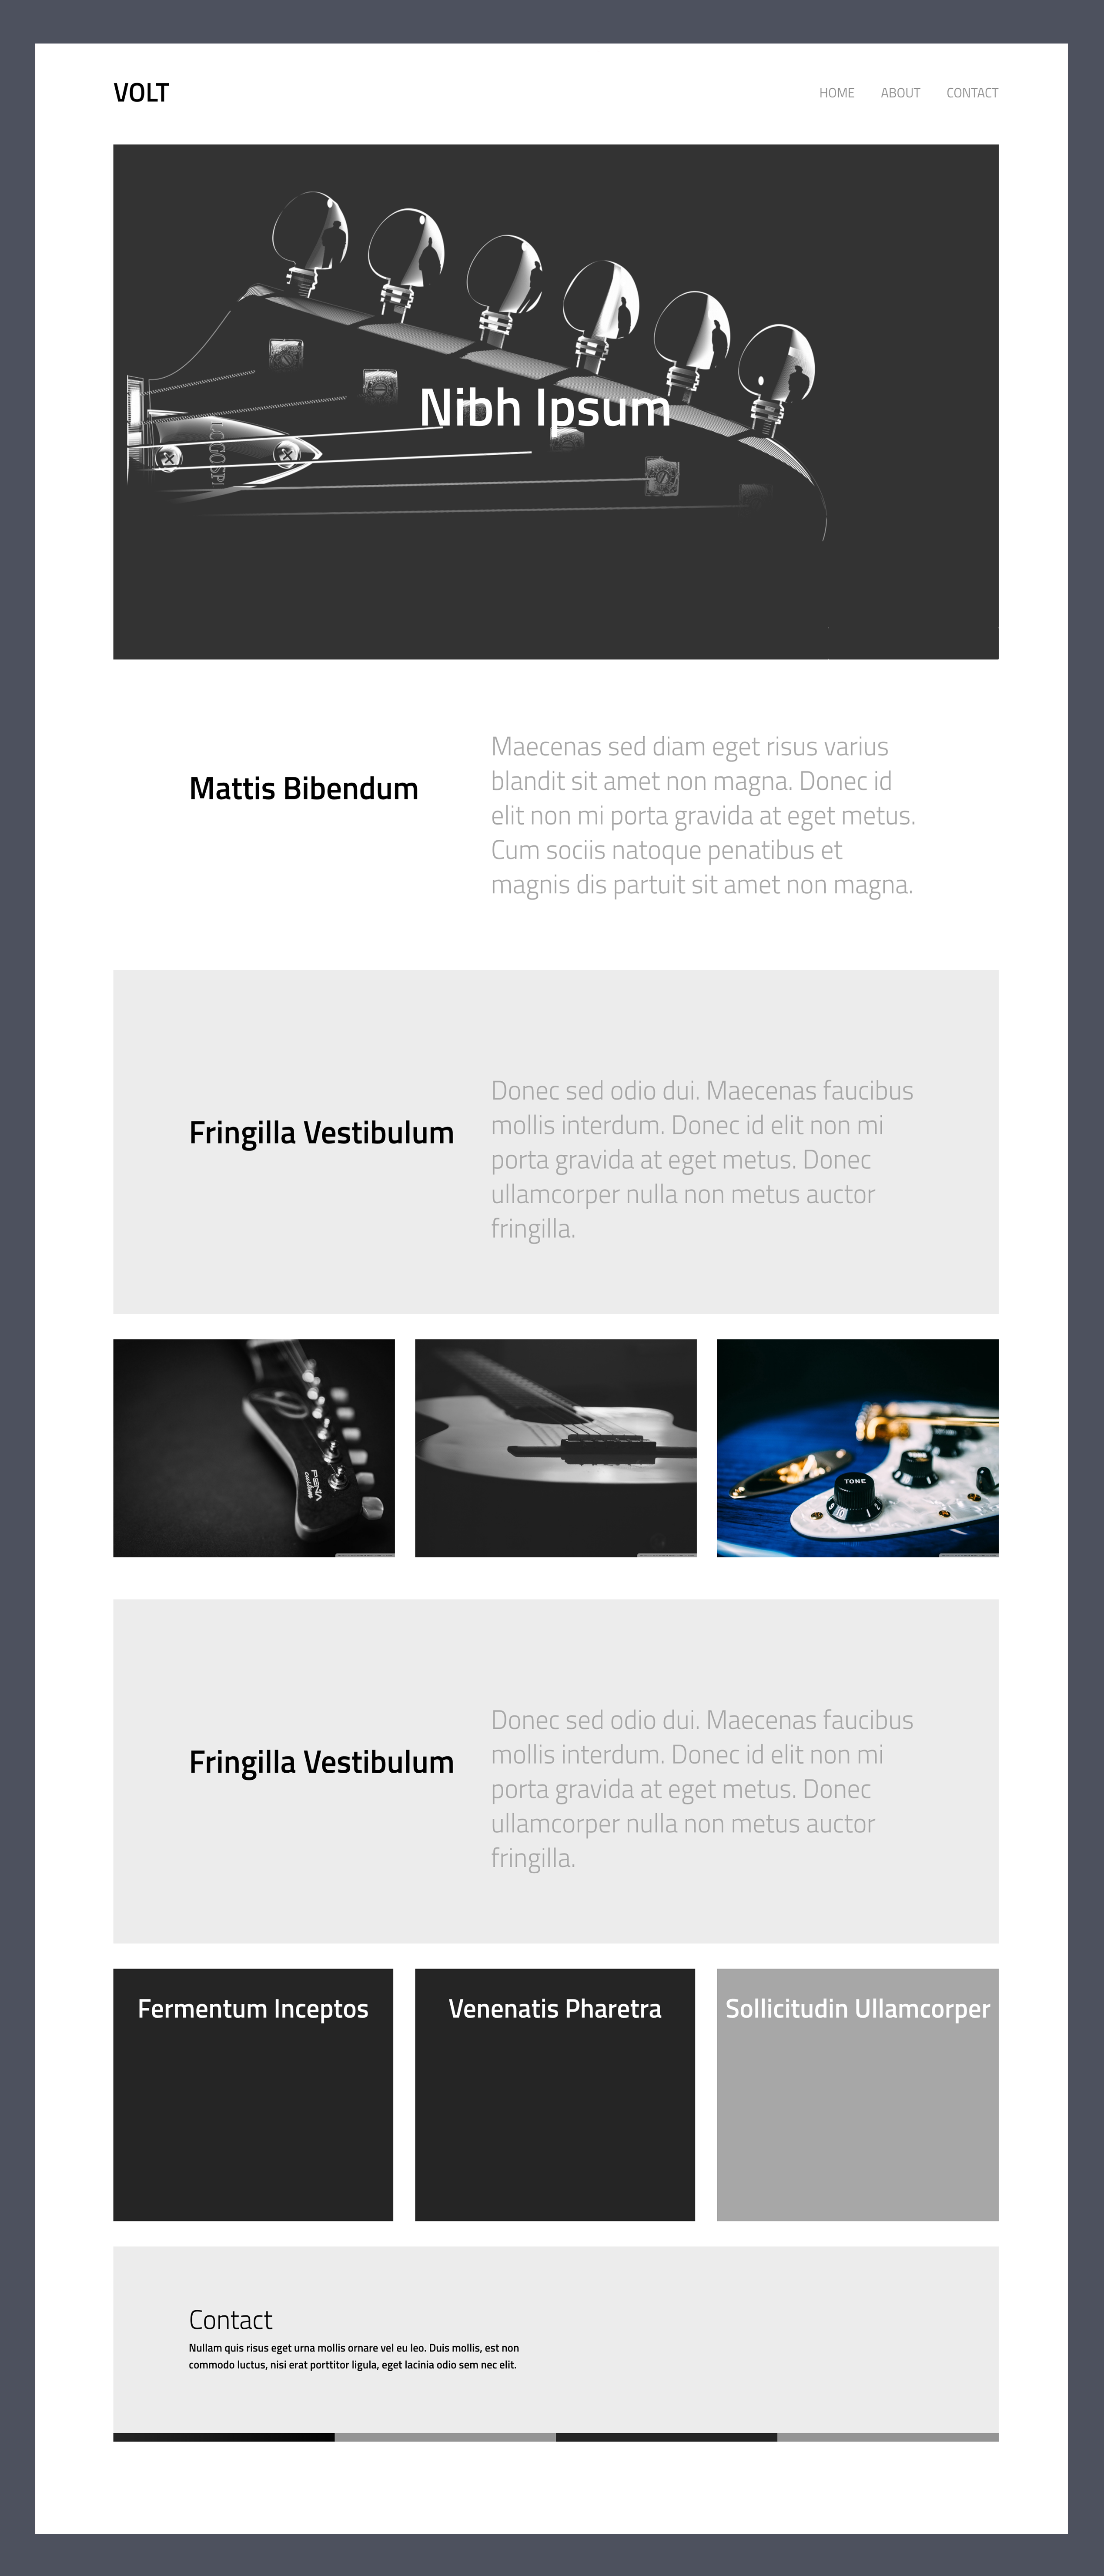 VOLT
HOME ABOUT CONTACT
Nibh Ipsum
Mattis Bibendum
Maecenas sed diam eget risus varius
blandit sit amet non magna. Donec id
elit non mi porta gravida at eget metus.
Cum sociis natoque penatibus et
magnis dis partuit sit amet non magna.
Fringilla Vestibulum
Donec sed odio dui. Maecenas faucibus
mollis interdum. Donec id elit non mi
porta gravida at eget metus. Donec
ullamcorper nulla non metus auctor
fringilla.
TONE
10
1
2
Fringilla Vestibulum
Donec sed odio dui. Maecenas faucibus
mollis interdum. Donec id elit non mi
porta gravida at eget metus. Donec
ullamcorper nulla non metus auctor
fringilla.
Fermentum Inceptos
Venenatis Pharetra
Sollicitudin Ullamcorper
Contact
Nullam quis risus eget urna mollis ornare vel eu leo. Duis mollis, est non
commodo luctus, nisi erat porttitor ligula, eget lacinia odio sem nec elit.